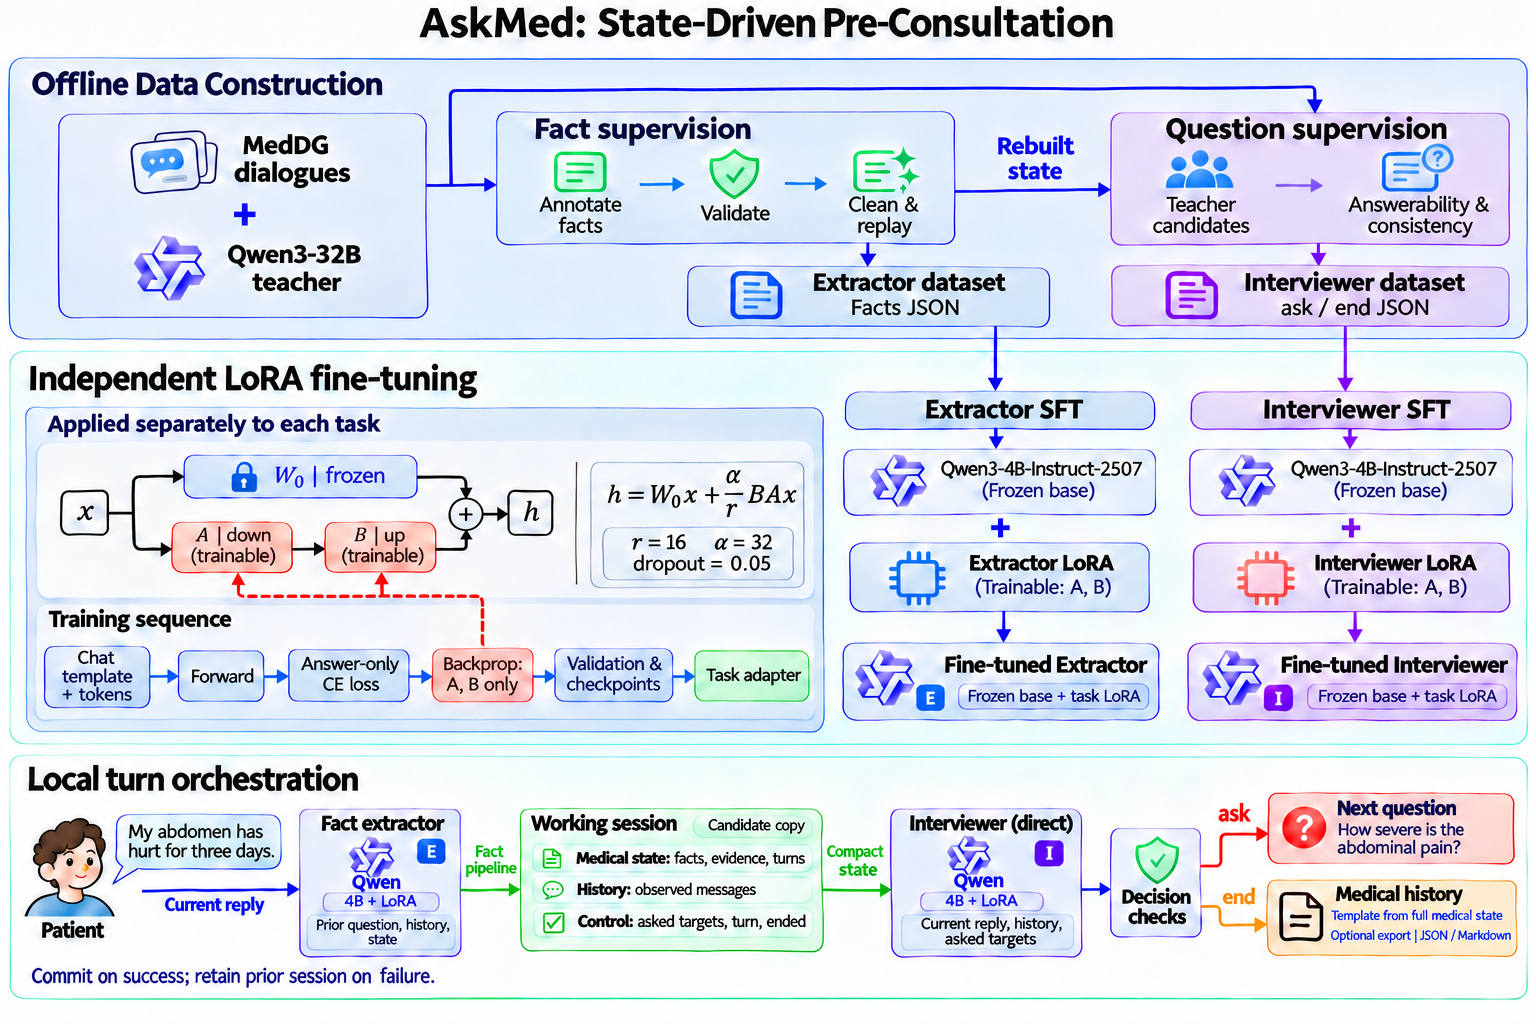 AskMed: State-Driven Pre-Consultation
Offline Data Construction
MedDG
dialogues
+
Qwen3-32B
teacher
Fact supervision
Annotate
facts
Validate
Clean &
replay
Rebuilt
state
Question supervision
Teacher
candidates
Answerability &
consistency
?
Extractor dataset
Facts JSON
Interviewer dataset
ask / end JSON
Independent LoRA fine-tuning
Applied separately to each task
x
W₀ | frozen
A | down
(trainable)
B | up
(trainable)
+
h
h = W₀x + α/r BAx
r = 16 α = 32
dropout = 0.05
Training sequence
Chat
template
+ tokens
Forward
Answer-only
CE loss
Backprop:
A, B only
Validation &
checkpoints
Task adapter
Extractor SFT
Qwen3-4B-Instruct-2507
(Frozen base)
+
Extractor LoRA
(Trainable: A, B)
Fine-tuned Extractor
E
Frozen base + task LoRA
Interviewer SFT
Qwen3-4B-Instruct-2507
(Frozen base)
+
Interviewer LoRA
(Trainable: A, B)
Fine-tuned Interviewer
I
Frozen base + task LoRA
Local turn orchestration
Patient
My abdomen has
hurt for three days.
Current reply
Fact extractor
E
Qwen
4B + LoRA
Prior question, history,
state
Fact
pipeline
Working session
Candidate copy
Medical state: facts, evidence, turns
History: observed messages
Control: asked targets, turn, ended
Compact
state
Interviewer (direct)
I
Qwen
4B + LoRA
Current reply, history,
asked targets
Decision
checks
ask
?
Next question
How severe is the
abdominal pain?
end
Medical history
Template from full medical state
Optional export | JSON / Markdown
Commit on success; retain prior session on failure.